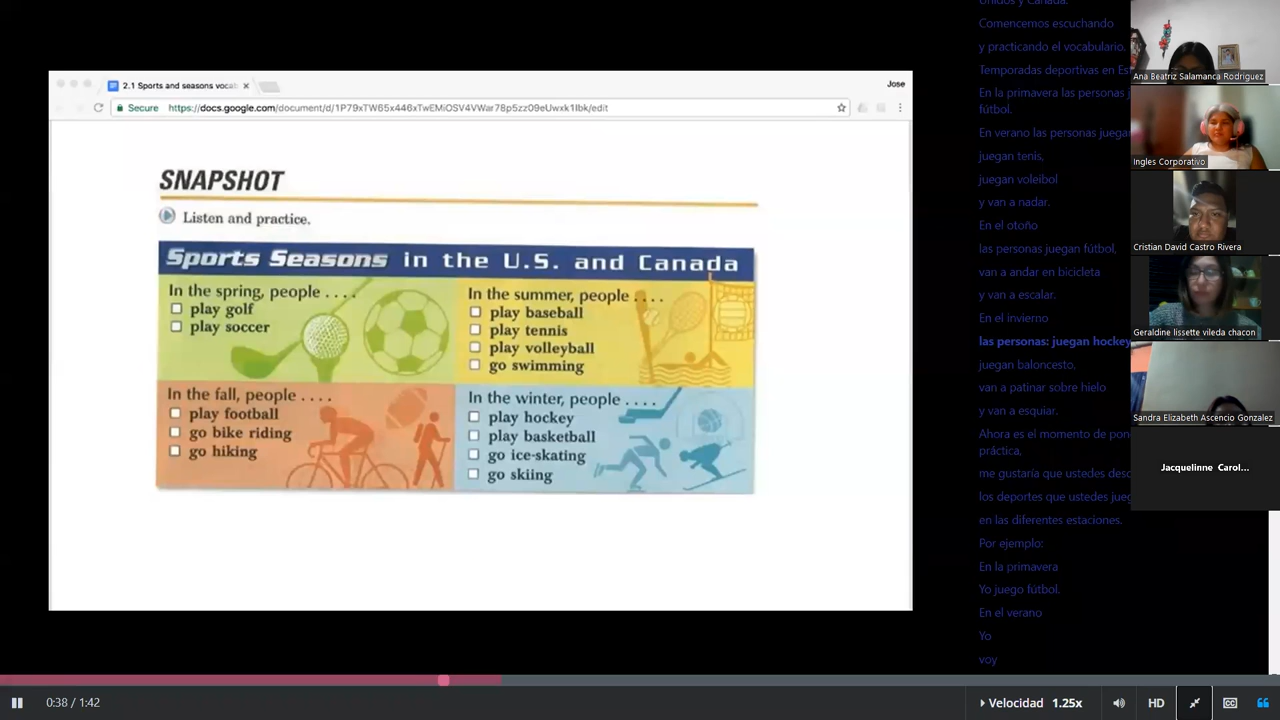 2.1 Sports and seasons vocab
Jose
Secure
https://docs.google.com/document/d/1P79xTW65x446xTwEMiOSV4VWar78p5zz09eUwxk1Ibk/edit
SNAPSHOT
Listen and practice.
Sports Seasons in the U.S. and Canada
In the spring, people . . . .
play golf
play soccer
In the summer, people . . . .
play baseball
play tennis
play volleyball
go swimming
In the fall, people . . . .
play football
go bike riding
go hiking
In the winter, people . . . .
play hockey
play basketball
go ice-skating
go skiing
Unidos y Canadá.
Comencemos escuchando
y practicando el vocabulario.
Temporadas deportivas en Es
En la primavera las personas j
fútbol.
En verano las personas juegan
juegan tenis,
juegan voleibol
y van a nadar.
En el otoño
las personas juegan fútbol,
van a andar en bicicleta
y van a escalar.
En el invierno
las personas: juegan hockey
juegan baloncesto,
van a patinar sobre hielo
y van a esquiar.
Ahora es el momento de pon
práctica,
me gustaría que ustedes desc
los deportes que ustedes jueg
en las diferentes estaciones.
Por ejemplo:
En la primavera
Yo juego fútbol.
En el verano
Yo
voy
Ana Beatriz Salamanca Rodriguez
Ingles Corporativo
Cristian David Castro Rivera
Geraldine lissette vileda chacon
Sandra Elizabeth Ascencio Gonzalez
Jacquelinne Carol...
0:38 / 1:42
Velocidad 1.25x
HD
CC